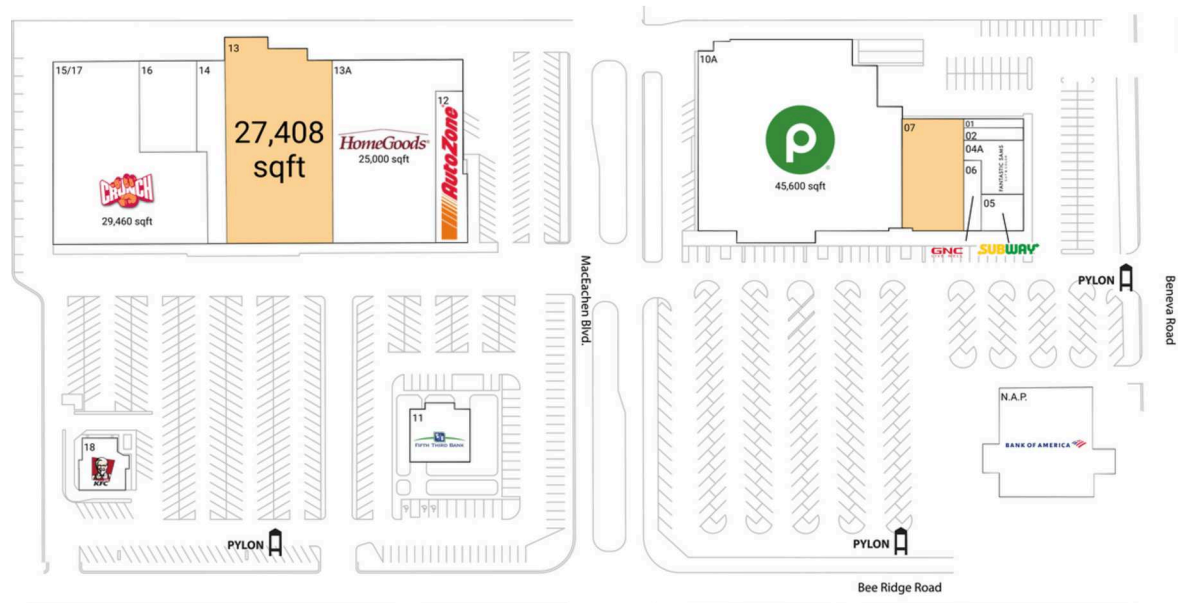 15/17
16
14
13
13A
12
27,408
sqft
HomeGoods
25,000 sqft
AutoZone
CRUNCH
29,460 sqft
10A
P
45,600 sqft
07
01
02
04A
FANTASTIC SAMS
06
05
GNC
SUBWAY
PYLON
MacEachen Blvd.
Beneva Road
11
FIFTH THIRD BANK
18
KFC
N.A.P.
BANK OF AMERICA
PYLON
PYLON
Bee Ridge Road